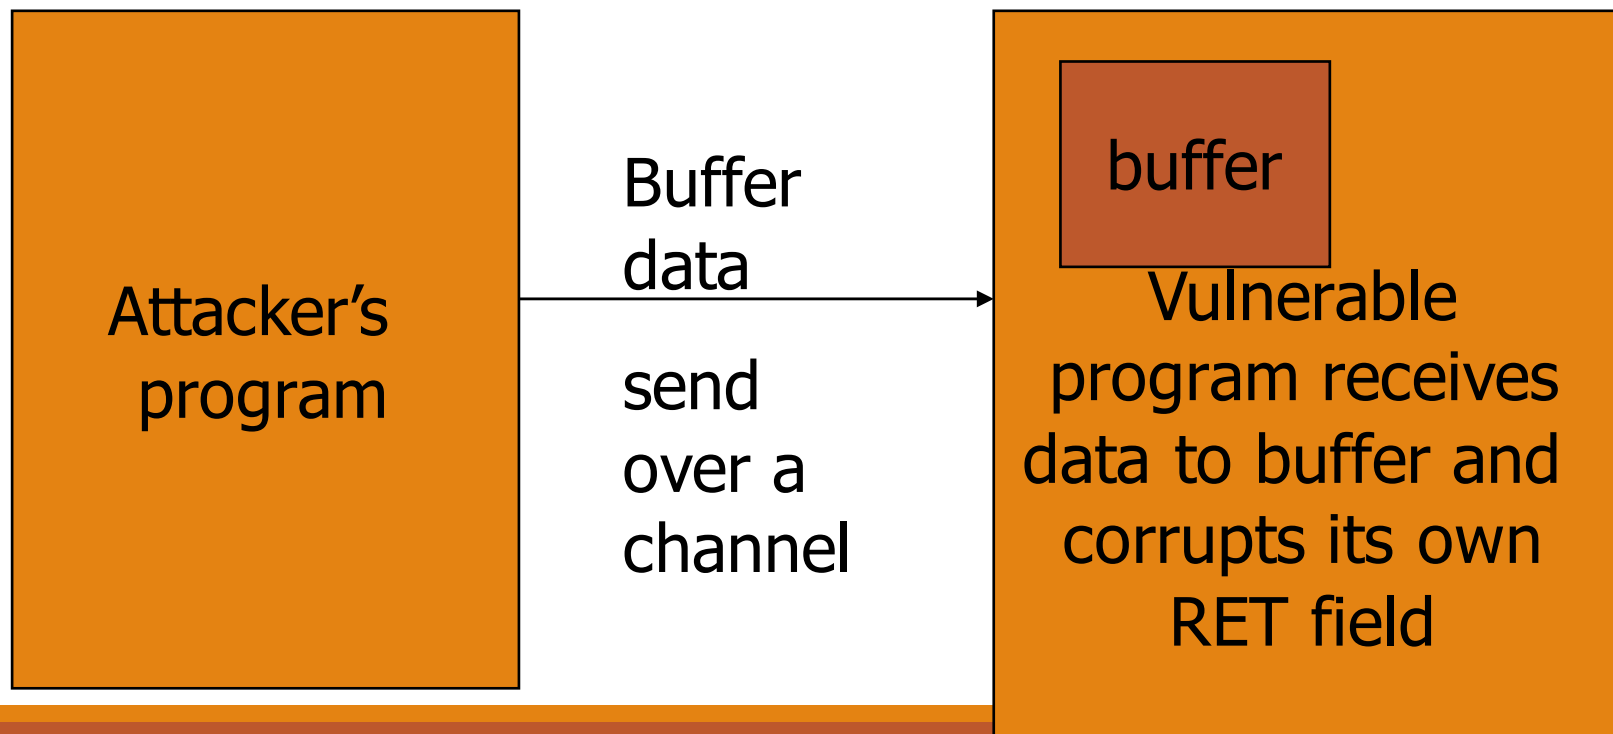 Attacker's
program
Buffer
data
send
over a
channel
buffer
Vulnerable
program receives
data to buffer and
corrupts its own
RET field